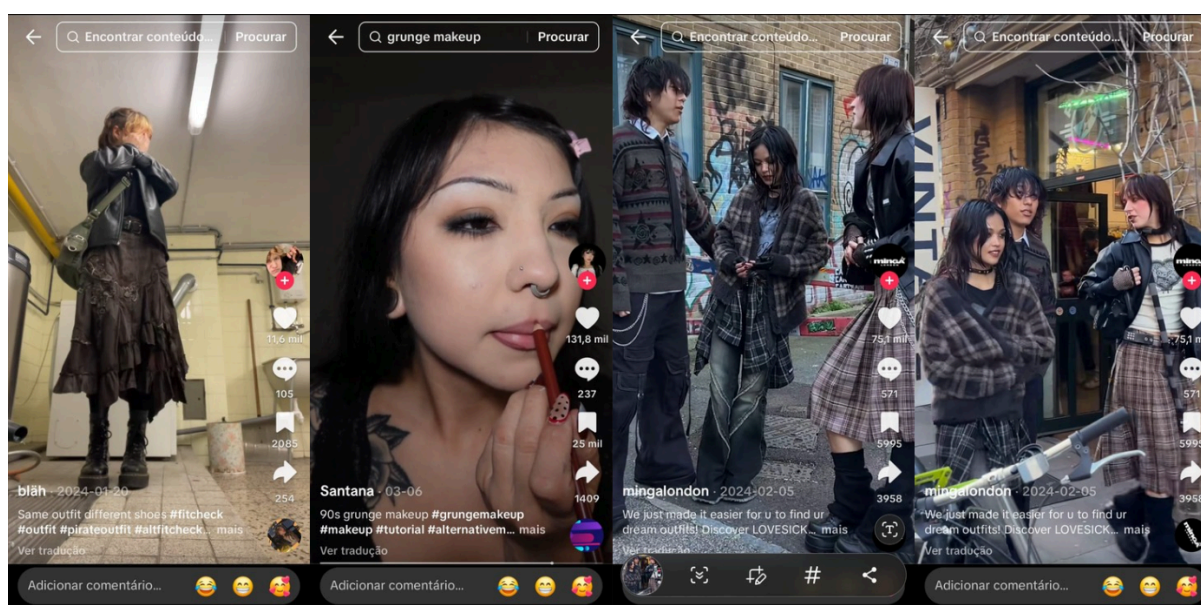 Encontrar conteúdo... Procurar
11,6 mil
105
2085
254
bläh · 2024-01-20
Same outfit different shoes #fitcheck
#outfit #pirateoutfit #altfitcheck... mais
Ver tradução
Adicionar comentário...
grunge makeup Procurar
131,8 mil
237
25 mil
1409
Santana · 03-06
90s grunge makeup #grungemakeup
#makeup #tutorial #alternativem... mais
Ver tradução
Adicionar comentário...
Encontrar conteúdo... Procurar
minga
75,1 mil
571
5995
3958
mingalondon · 2024-02-05
We just made it easier for u to find ur
dream outfits! Discover LOVESICK... mais
Ver tradução
#
Encontrar conteúdo... Procurar
VINTA
minga
75,1 m
571
5995
3958
mingalondon · 2024-02-05
We just made it easier for u to find ur
dream outfits! Discover LOVESICK... mais
Ver tradução
Adicionar comentário...